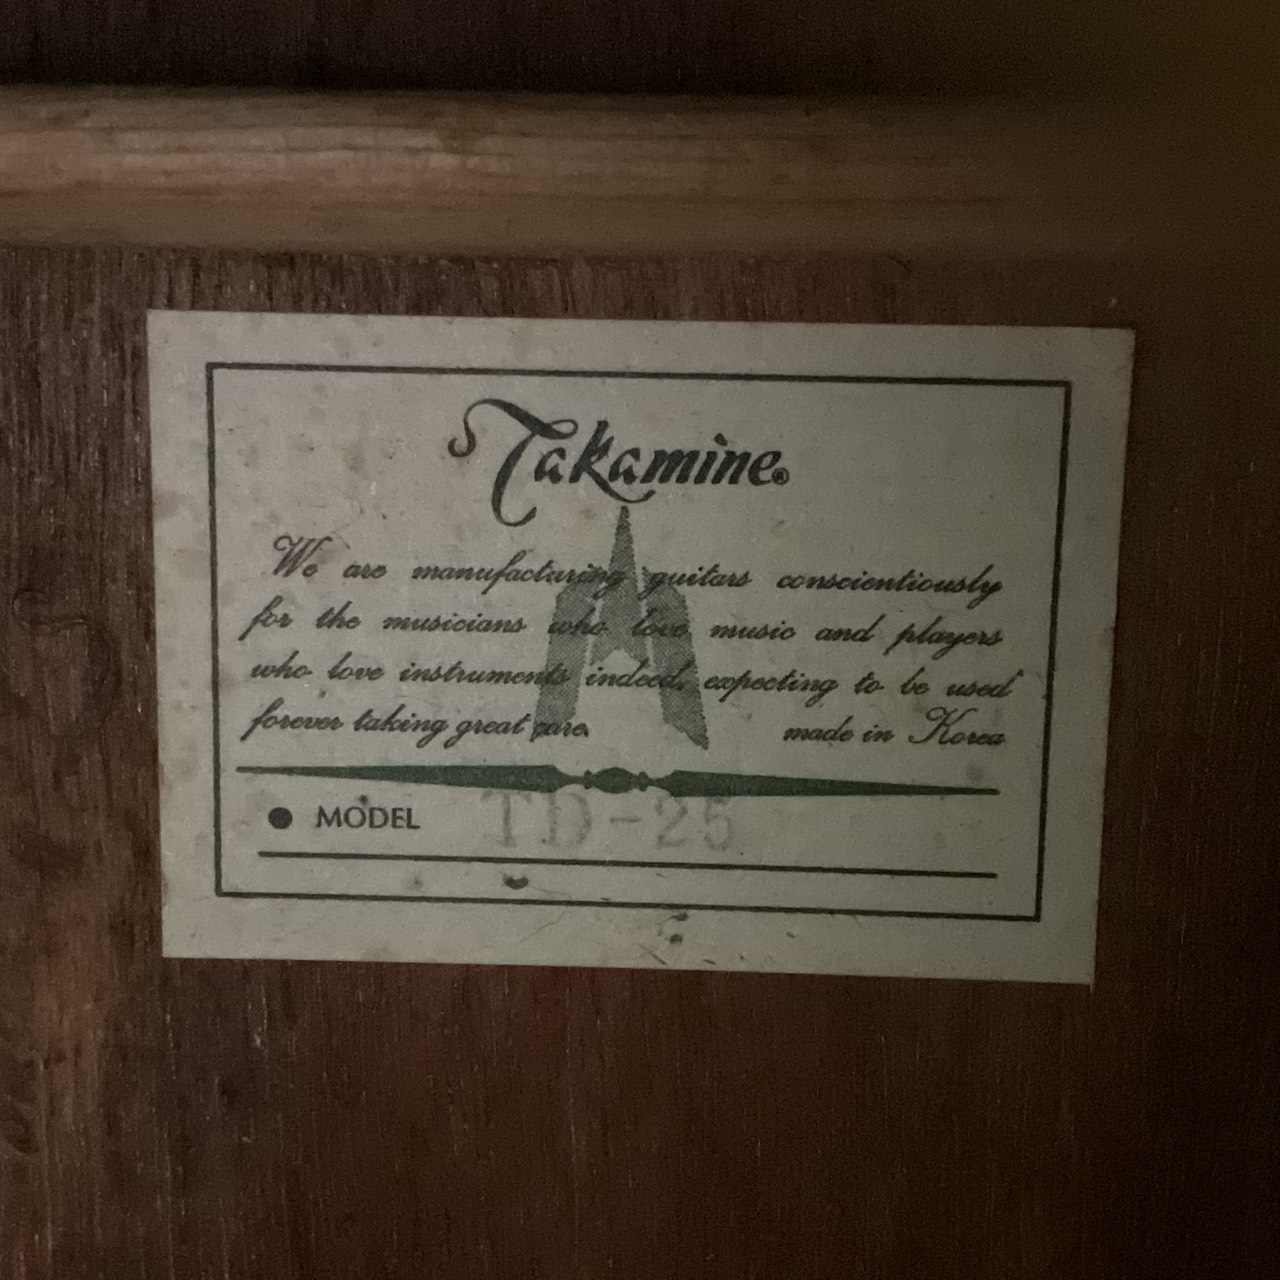 Takamine®
We are manufacturing guitars conscientiously
for the musicians who love music and players
who love instruments indeed, expecting to be used
forever taking great care. made in Korea
● MODEL TD-25